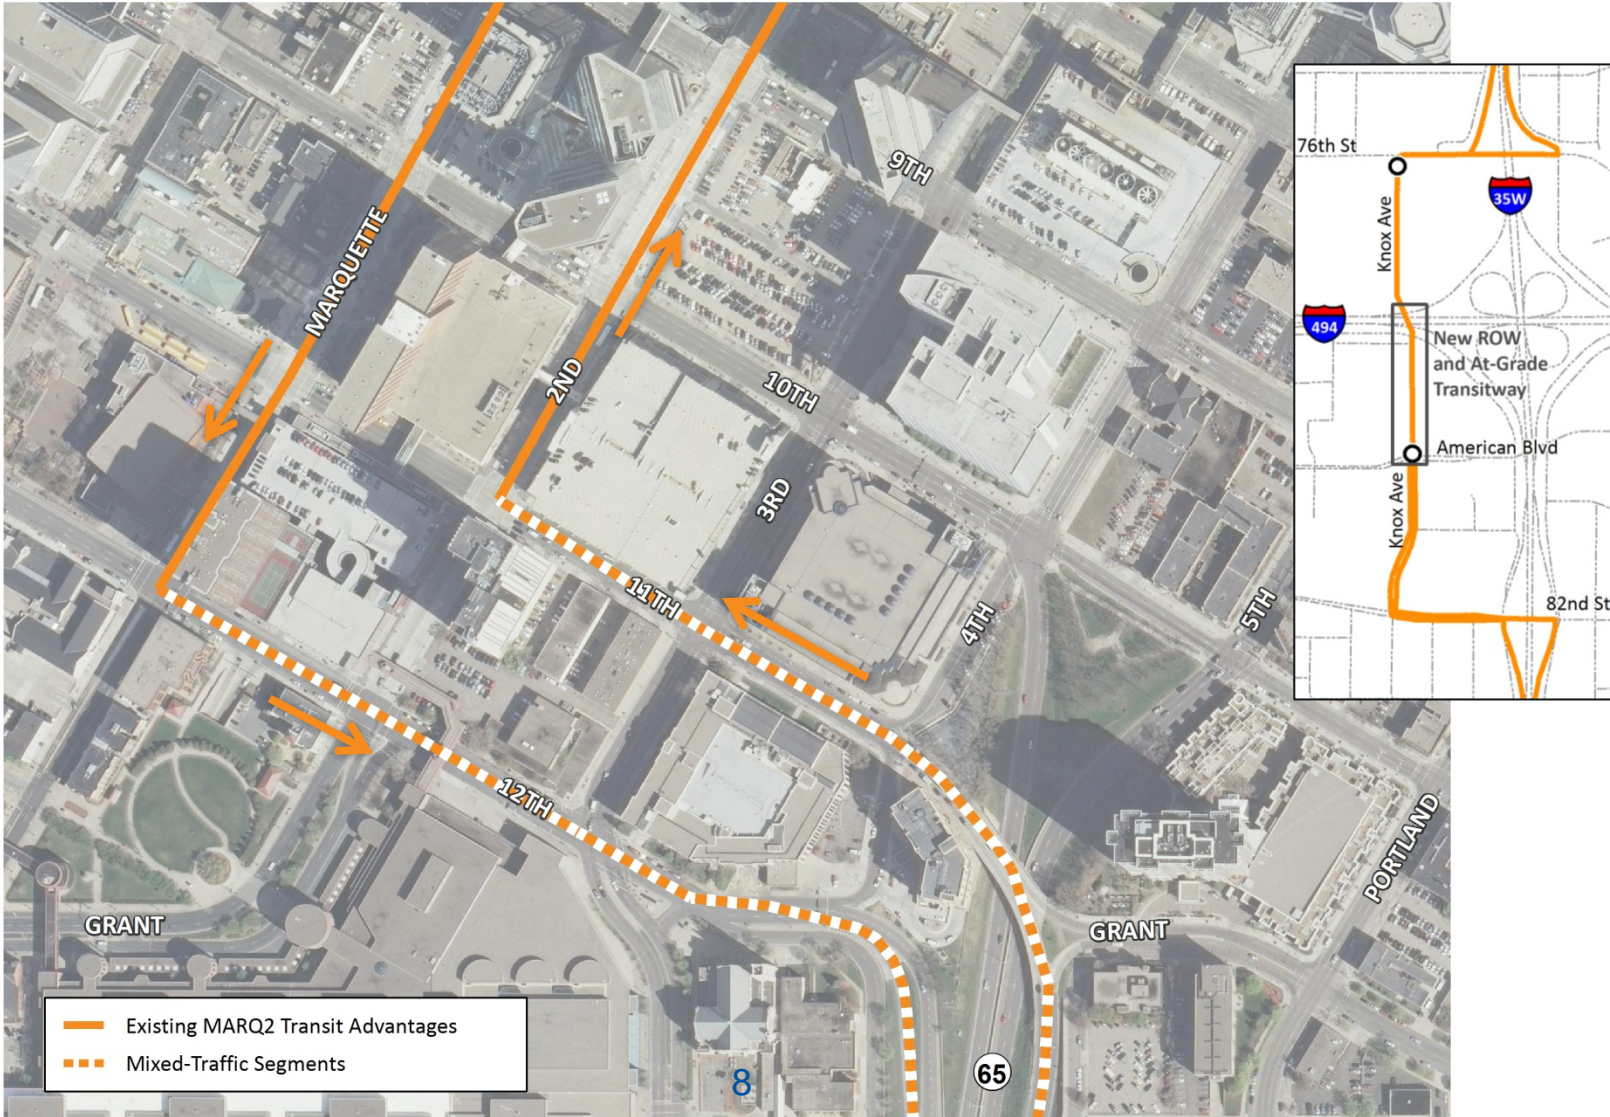 9TH
MARQUETTE
2ND
10TH
3RD
11TH
4TH
5TH
12TH
PORTLAND
GRANT
GRANT
65
8
Existing MARQ2 Transit Advantages
Mixed-Traffic Segments
76th St
35W
Knox Ave
494
New ROW
and At-Grade
Transitway
American Blvd
Knox Ave
82nd St